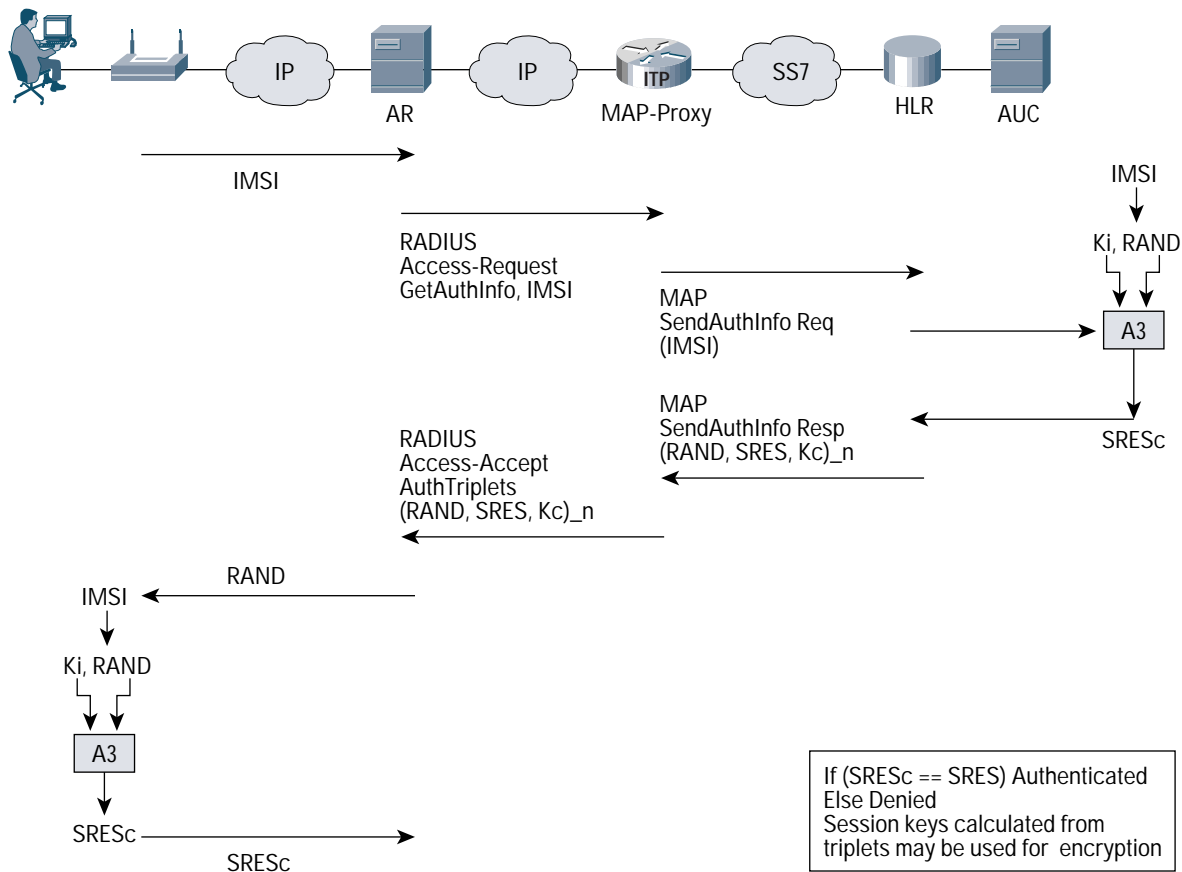 IP
IP
ITP
SS7
AR
MAP-Proxy
HLR
AUC
IMSI
IMSI
RADIUS
Access-Request
GetAuthInfo, IMSI
Ki, RAND
MAP
SendAuthInfo Req
(IMSI)
A3
MAP
SendAuthInfo Resp
(RAND, SRES, Kc)_n
SRESc
RADIUS
Access-Accept
AuthTriplets
(RAND, SRES, Kc)_n
RAND
IMSI
Ki, RAND
A3
SRESc
SRESc
If (SRESc == SRES) Authenticated
Else Denied
Session keys calculated from
triplets may be used for encryption